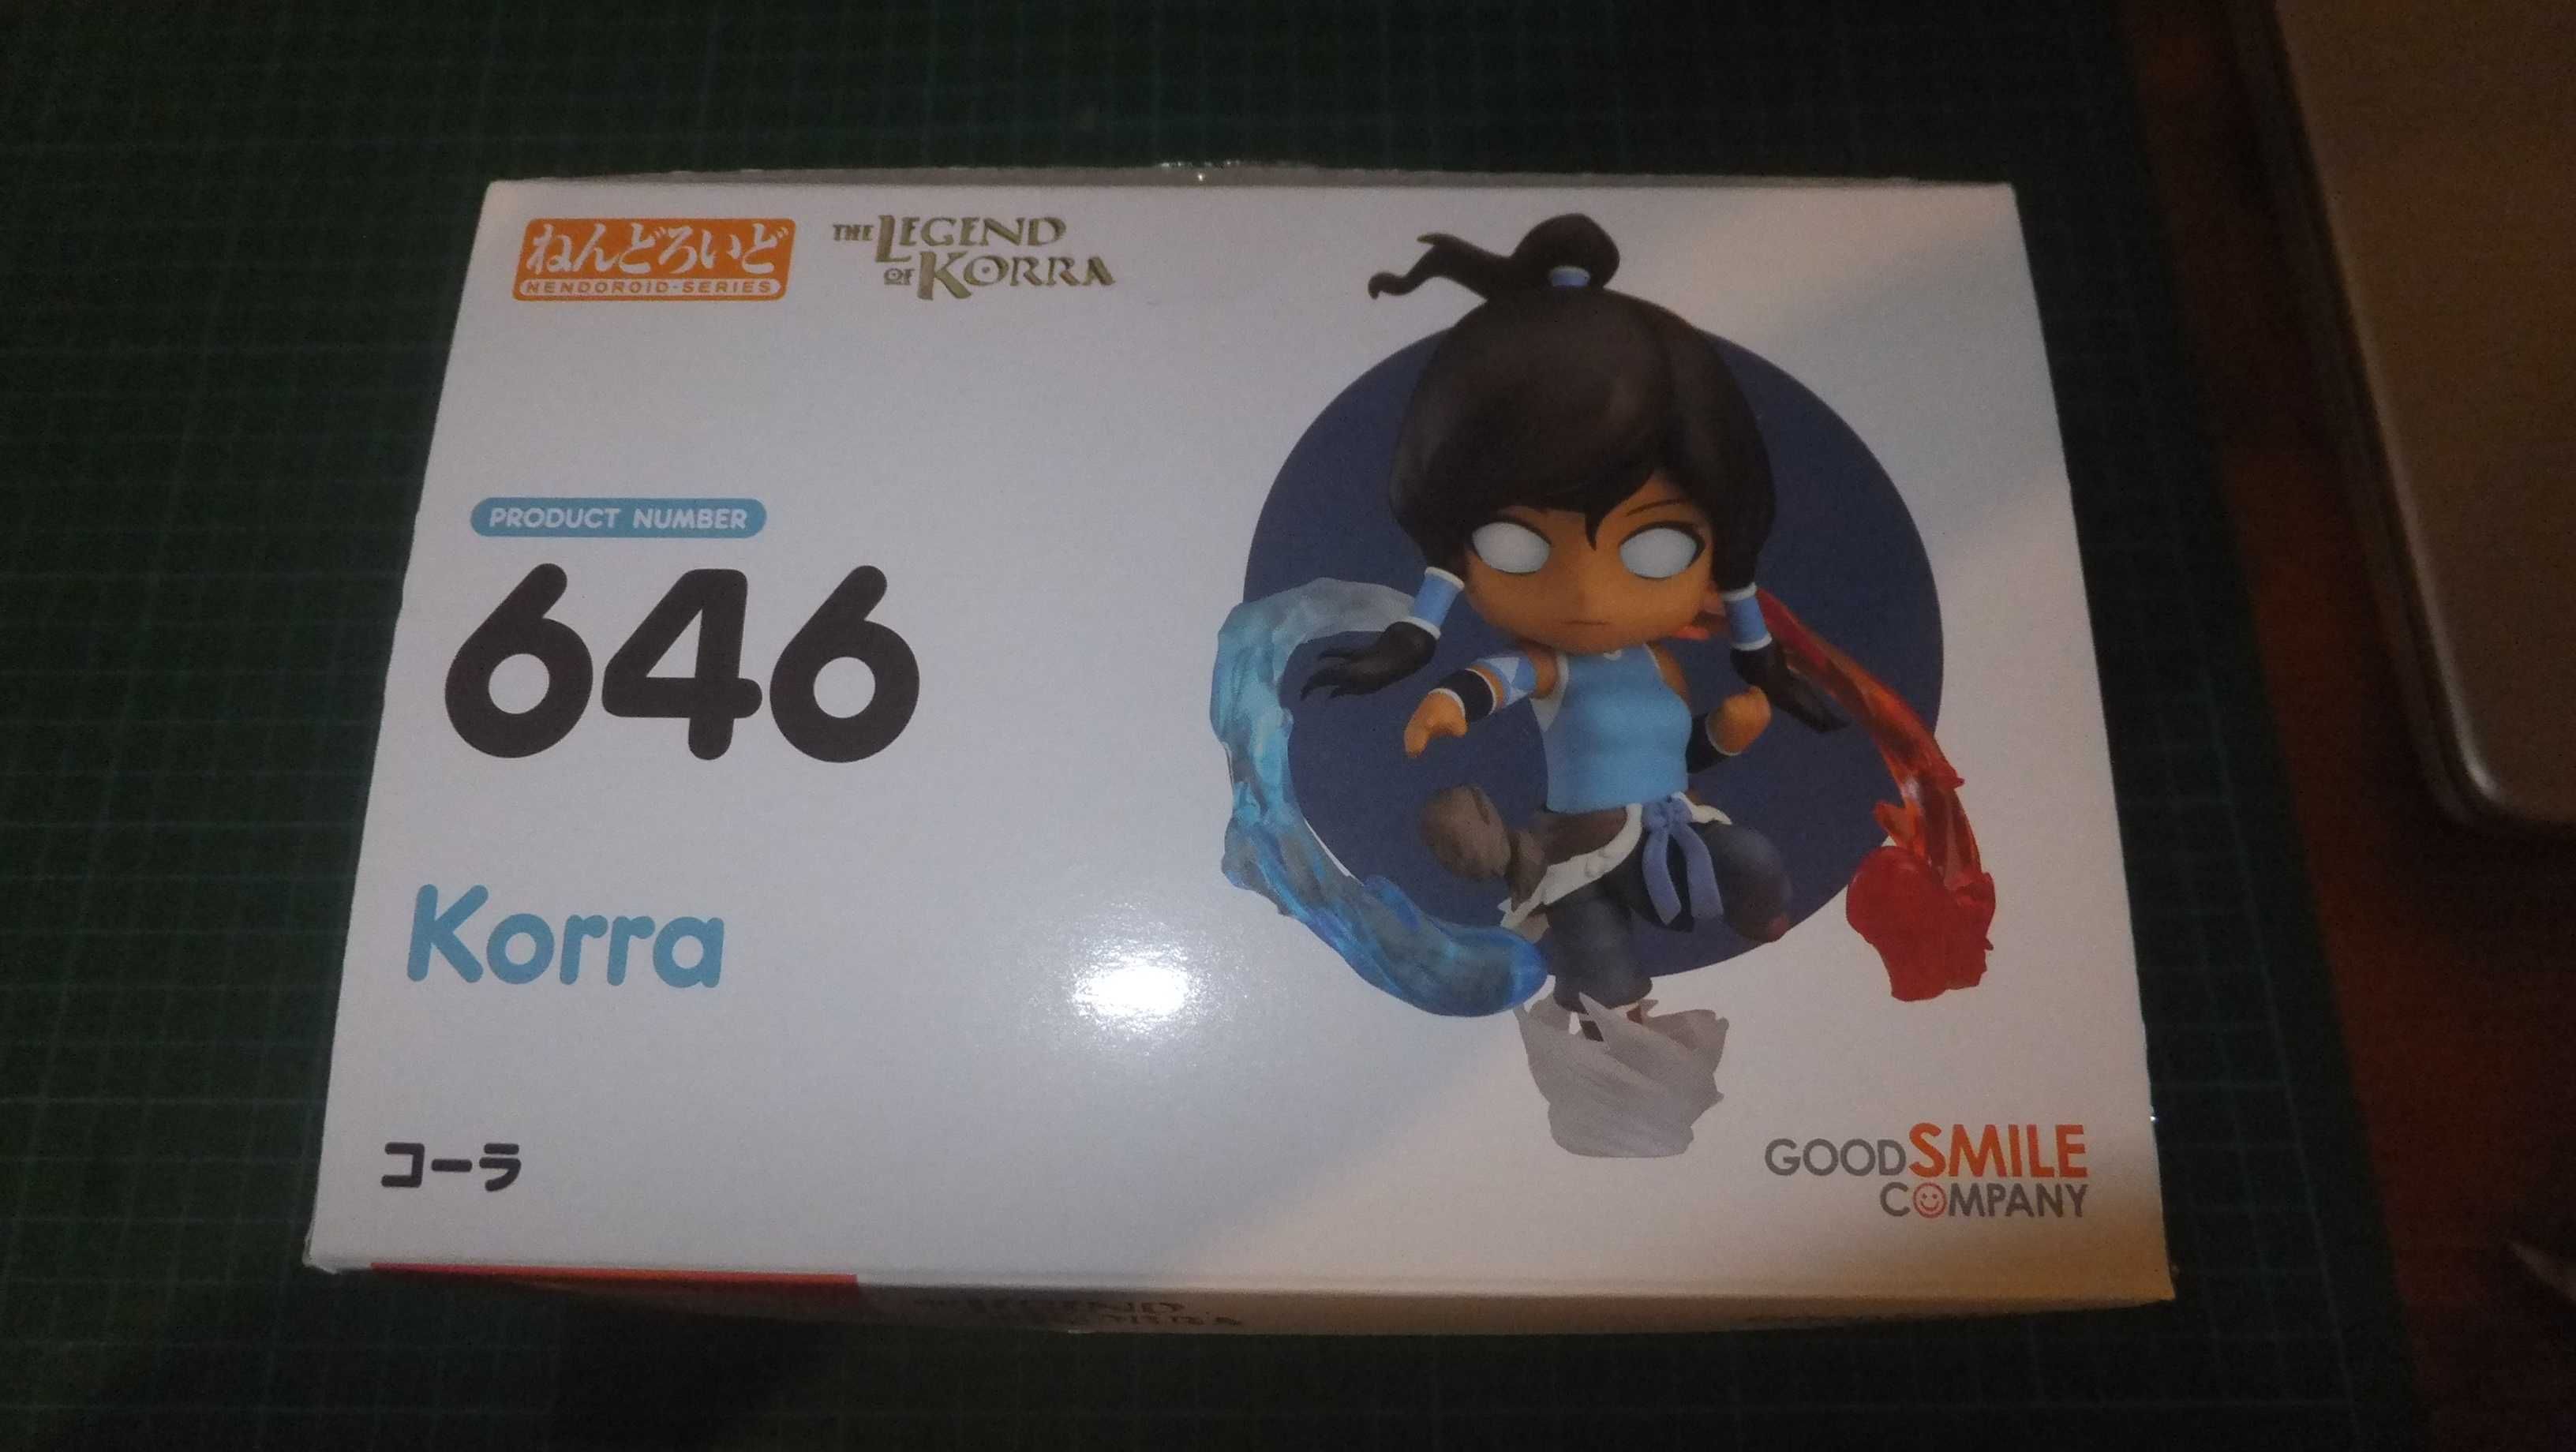 ねんどろいど
NENDOROID·SERIES
THE LEGEND
OF KORRA
PRODUCT NUMBER
646
Korra
コーラ
GOOD SMILE
COMPANY
LEGEND